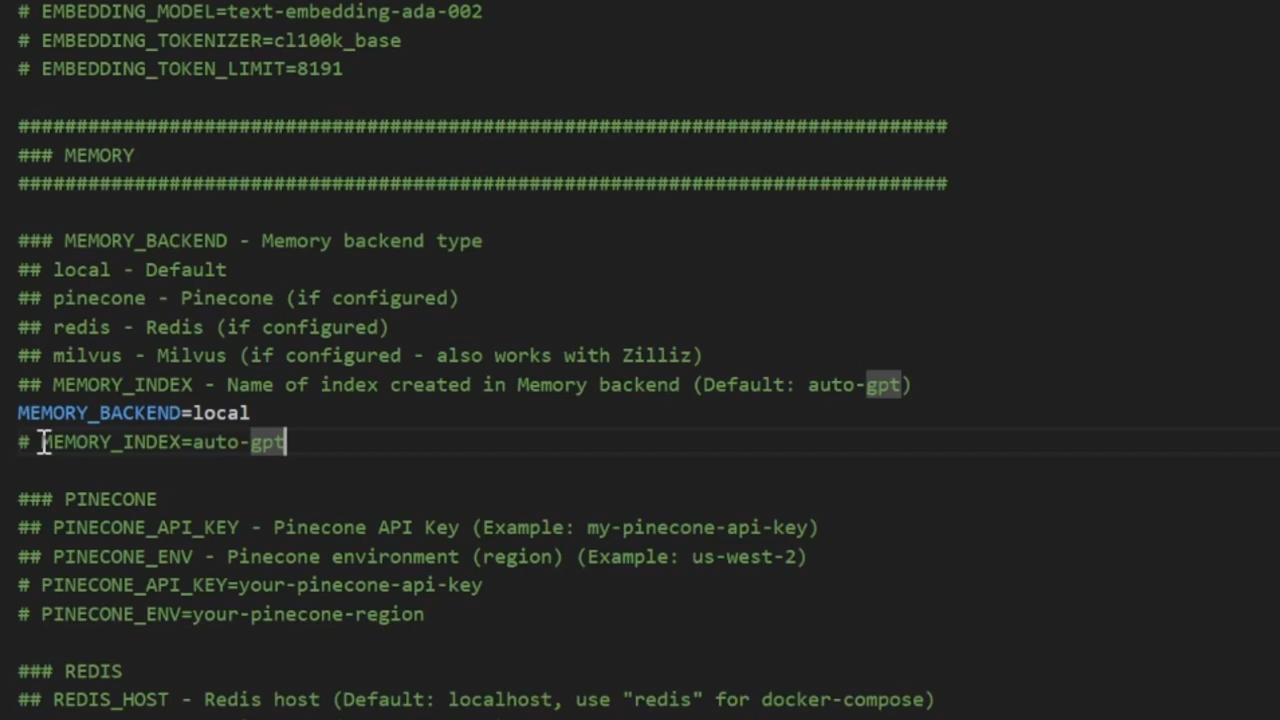 # EMBEDDING_MODEL=text-embedding-ada-002
# EMBEDDING_TOKENIZER=cl100k_base
# EMBEDDING_TOKEN_LIMIT=8191
################################################################################
### MEMORY
################################################################################
### MEMORY_BACKEND - Memory backend type
## local - Default
## pinecone - Pinecone (if configured)
## redis - Redis (if configured)
## milvus - Milvus (if configured - also works with Zilliz)
## MEMORY_INDEX - Name of index created in Memory backend (Default: auto-gpt)
MEMORY_BACKEND=local
# MEMORY_INDEX=auto-gpt
### PINECONE
## PINECONE_API_KEY - Pinecone API Key (Example: my-pinecone-api-key)
## PINECONE_ENV - Pinecone environment (region) (Example: us-west-2)
# PINECONE_API_KEY=your-pinecone-api-key
# PINECONE_ENV=your-pinecone-region
### REDIS
## REDIS_HOST - Redis host (Default: localhost, use "redis" for docker-compose)